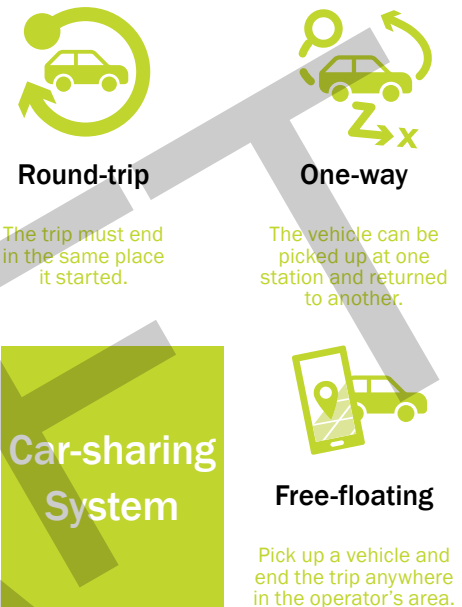 Round-trip
The trip must end
in the same place
it started.
One-way
The vehicle can be
picked up at one
station and returned
to another.
Car-sharing
System
Free-floating
Pick up a vehicle and
end the trip anywhere
in the operator’s area.